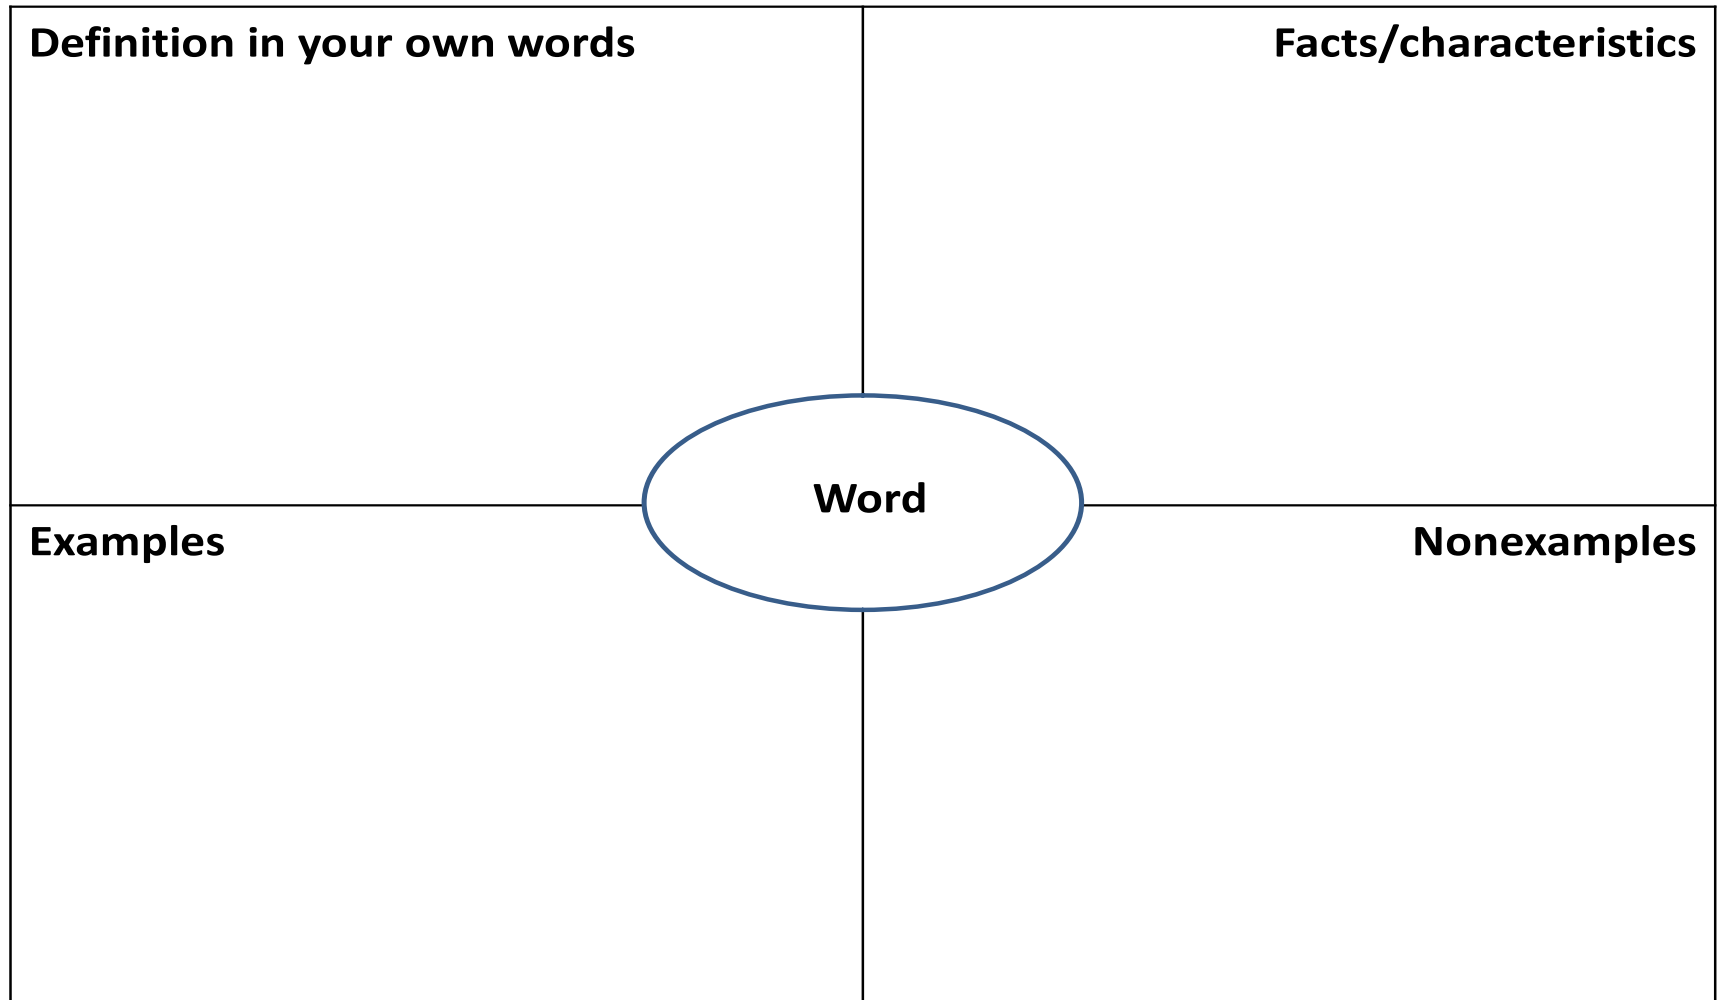 Definition in your own words
Facts/characteristics
Word
Examples
Nonexamples